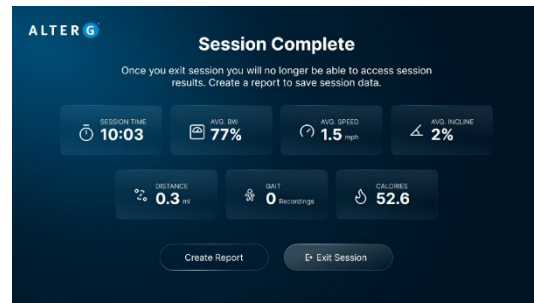 ALTER G
Session Complete
Once you exit session you will no longer be able to access session
results. Create a report to save session data.
SESSION TIME
10:03
AVG. BW
77%
AVG. SPEED
1.5 mph
AVG. INCLINE
2%
DISTANCE
0.3 mi
GAIT
0 Recordings
CALORIES
52.6
Create Report
Exit Session